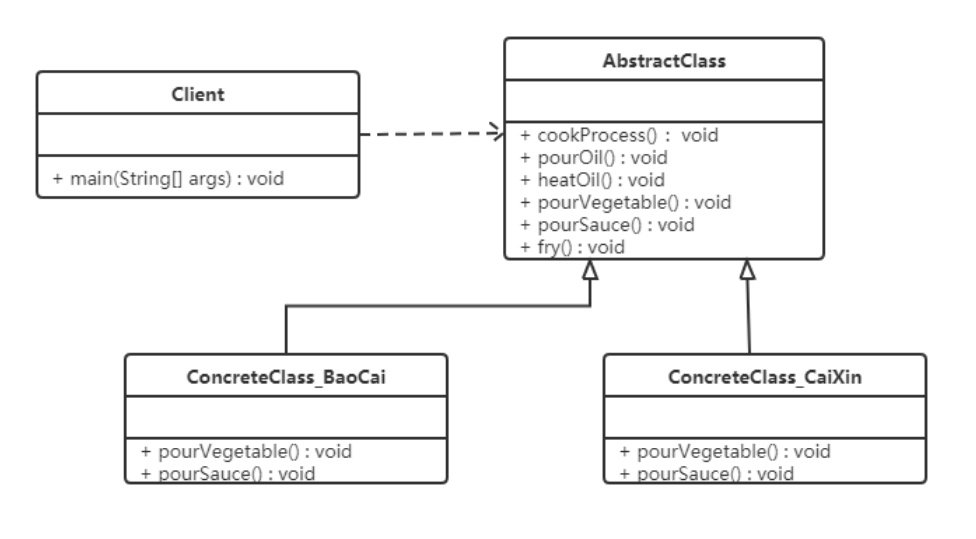 Client
+ main(String[] args) : void
AbstractClass
+ cookProcess() : void
+ pourOil() : void
+ heatOil() : void
+ pourVegetable() : void
+ pourSauce() : void
+ fry() : void
ConcreteClass_BaoCai
+ pourVegetable() : void
+ pourSauce() : void
ConcreteClass_CaiXin
+ pourVegetable() : void
+ pourSauce() : void